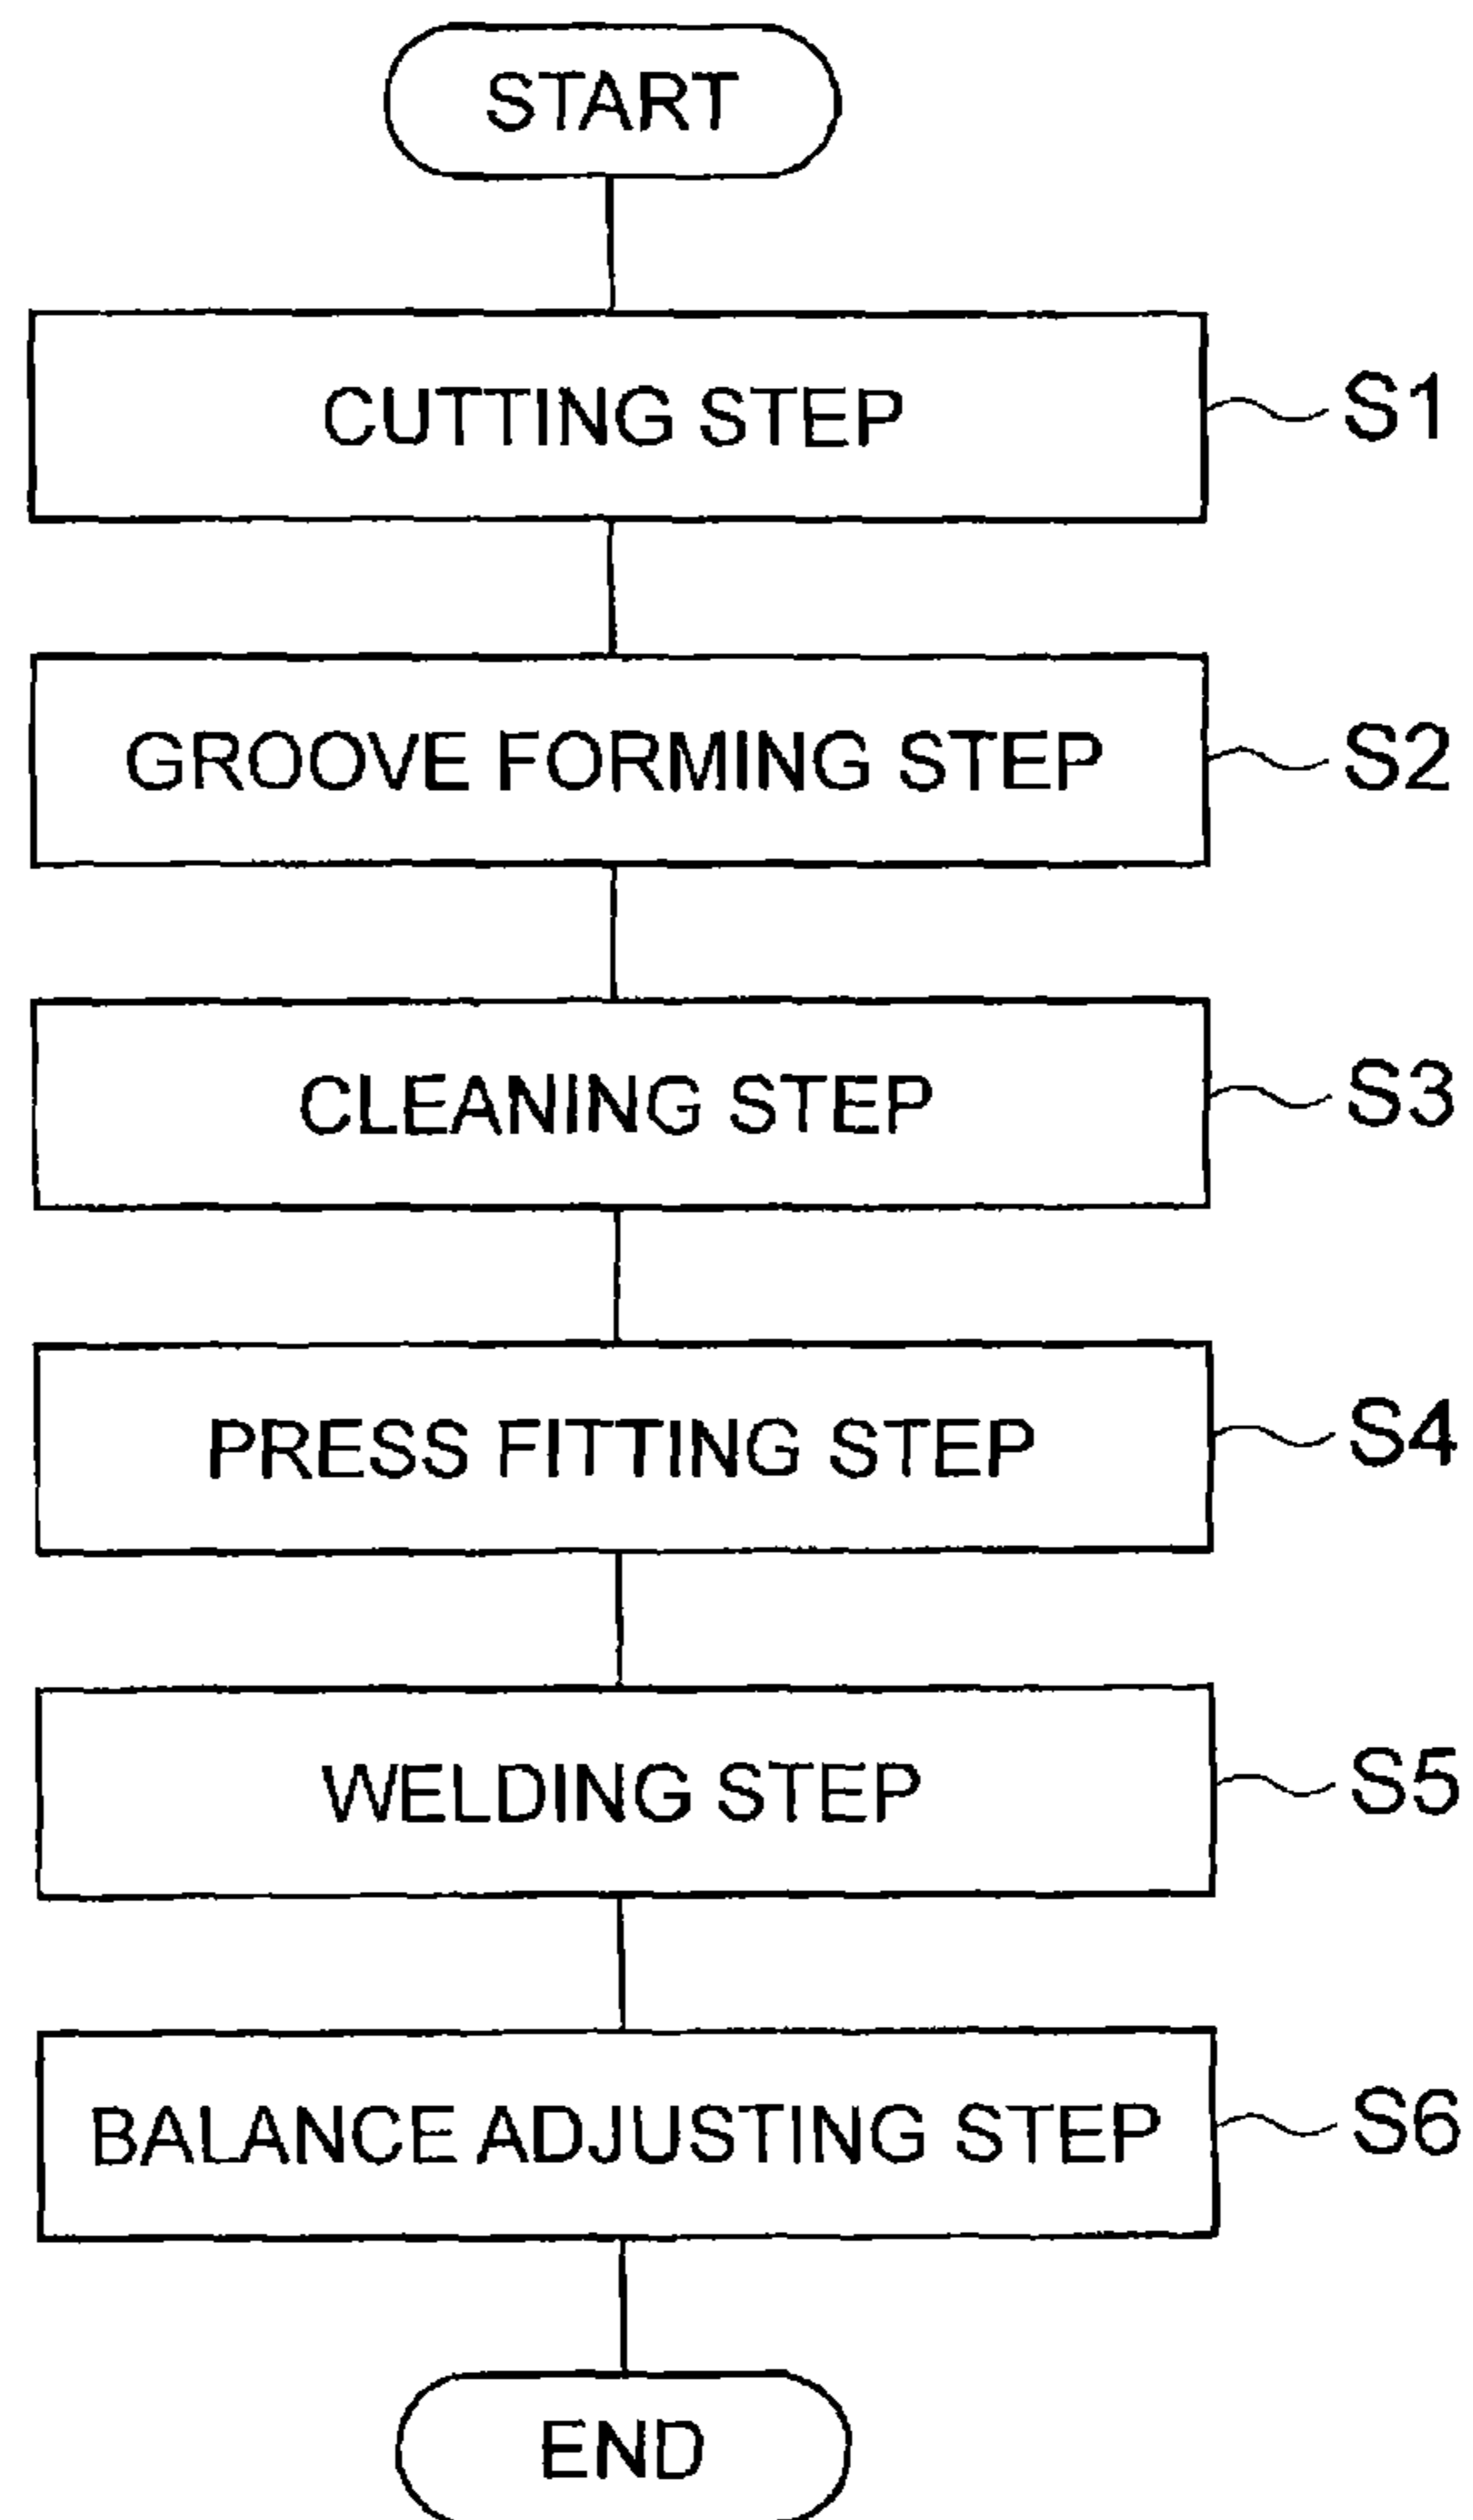 START
CUTTING STEP S1
GROOVE FORMING STEP S2
CLEANING STEP S3
PRESS FITTING STEP S4
WELDING STEP S5
BALANCE ADJUSTING STEP S6
END